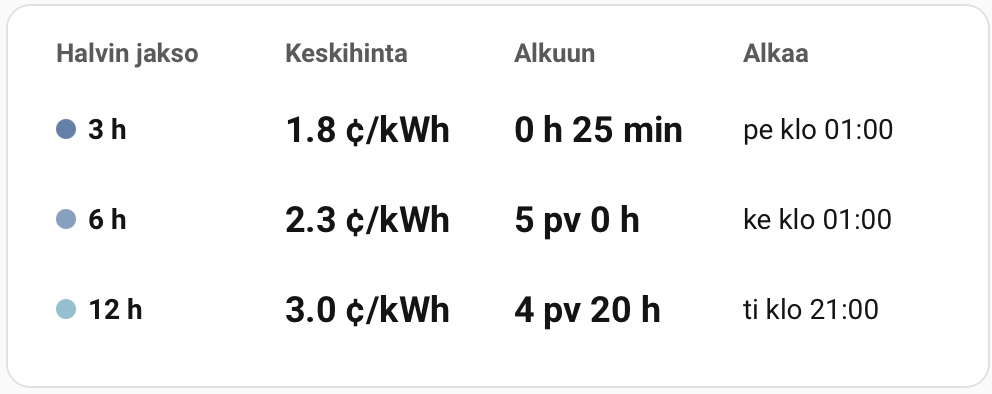 Halvin jakso Keskihinta Alkuun Alkaa
3 h 1.8 ¢/kWh 0 h 25 min pe klo 01:00
6 h 2.3 ¢/kWh 5 pv 0 h ke klo 01:00
12 h 3.0 ¢/kWh 4 pv 20 h ti klo 21:00